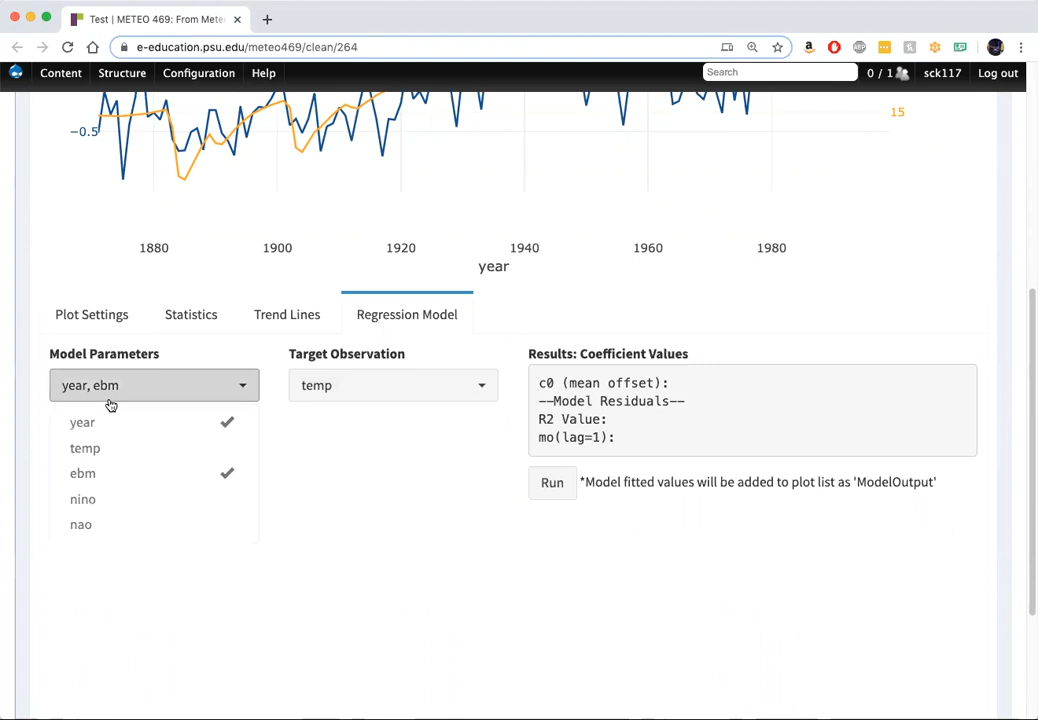 Test | METEO 469: From Mete
e-education.psu.edu/meteo469/clean/264
Content Structure Configuration Help Search 0 / 1 sck117 Log out
15
−0.5
1880 1900 1920 1940 1960 1980
year
Plot Settings Statistics Trend Lines Regression Model
Model Parameters Target Observation Results: Coefficient Values
year, ebm temp
c0 (mean offset):
--Model Residuals--
R2 Value:
mo(lag=1):
year
temp
ebm
nino
nao
Run *Model fitted values will be added to plot list as 'ModelOutput'